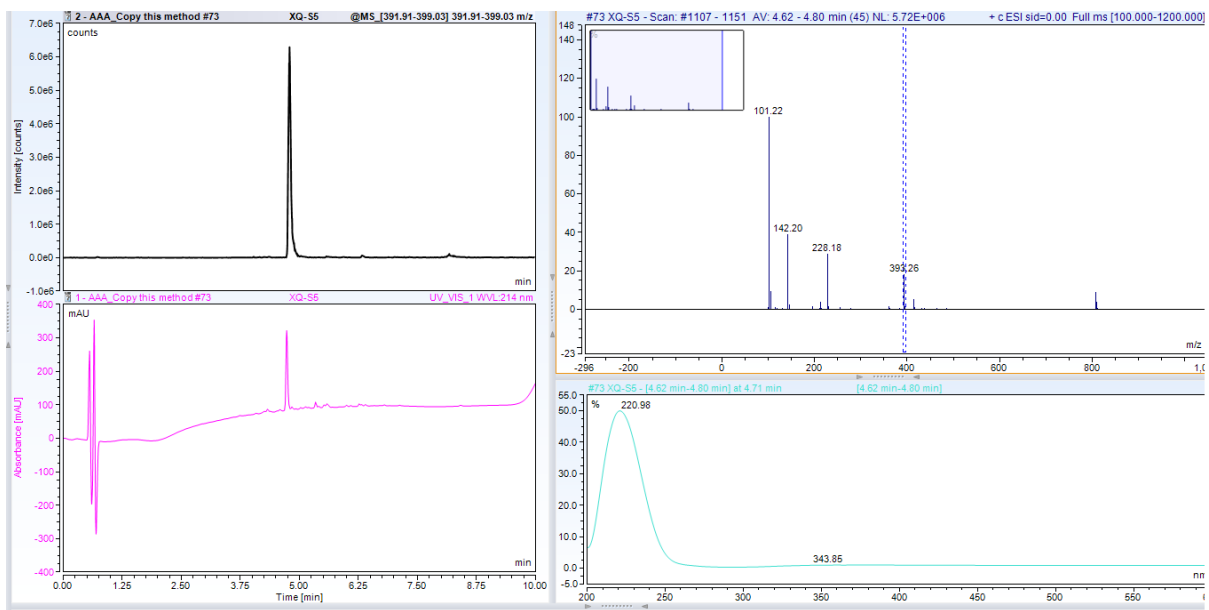 2 - AAA_Copy this method #73 XQ-S5 @MS_[391.91-399.03] 391.91-399.03 m/z
counts
7.0e6
6.0e6
5.0e6
4.0e6
3.0e6
2.0e6
1.0e6
0.0e0
-1.0e6
Intensity [counts]
min
1 - AAA_Copy this method #73 XQ-S5 UV_VIS_1 WVL:214 nm
mAU
400
300
200
100
0
-100
-200
-300
-400
Absorbance [mAU]
min
0.00 1.25 2.50 3.75 5.00 6.25 7.50 8.75 10.00
Time [min]
#73 XQ-S5 - Scan: #1107 - 1151 AV: 4.62 - 4.80 min (45) NL: 5.72E+006 + c ESI sid=0.00 Full ms [100.000-1200.000]
148
%
140
120
100
80
60
40
20
0
-23
101.22
142.20
228.18
393.26
m/z
-296 -200 0 200 400 600 800 1,0
#73 XQ-S5 - [4.62 min-4.80 min] at 4.71 min [4.62 min-4.80 min]
55.0
%
50.0
40.0
30.0
20.0
10.0
0.0
-5.0
220.98
343.85
nm
200 250 300 350 400 450 500 550